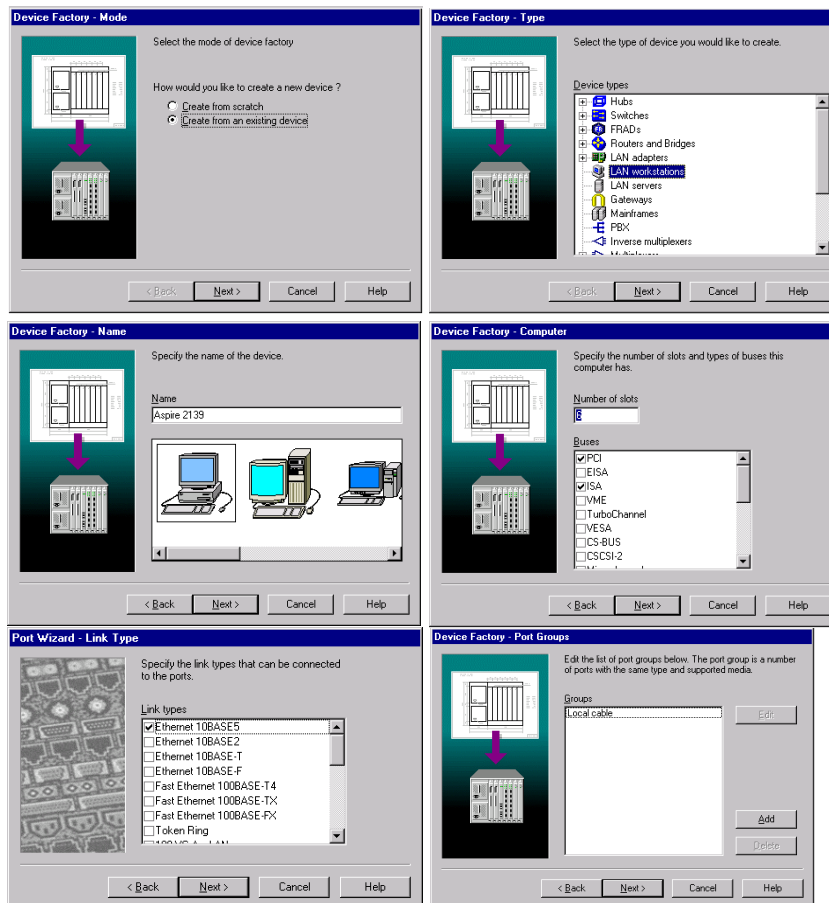 Device Factory - Mode
Select the mode of device factory
How would you like to create a new device ?
Create from scratch
Create from an existing device
< Back
Next >
Cancel
Help
Device Factory - Type
Select the type of device you would like to create.
Device types
Hubs
Switches
FRADs
Routers and Bridges
LAN adapters
LAN workstations
LAN servers
Gateways
Mainframes
PBX
Inverse multiplexers
< Back
Next >
Cancel
Help
Device Factory - Name
Specify the name of the device.
Name
Aspire 2139
< Back
Next >
Cancel
Help
Device Factory - Computer
Specify the number of slots and types of buses this
computer has.
Number of slots
6
Buses
PCI
EISA
ISA
VME
TurboChannel
VESA
CS-BUS
CSCSI-2
< Back
Next >
Cancel
Help
Port Wizard - Link Type
Specify the link types that can be connected
to the ports.
Link types
Ethernet 10BASE5
Ethernet 10BASE2
Ethernet 10BASE-T
Ethernet 10BASE-F
Fast Ethernet 100BASE-T4
Fast Ethernet 100BASE-TX
Fast Ethernet 100BASE-FX
Token Ring
< Back
Next >
Cancel
Help
Device Factory - Port Groups
Edit the list of port groups below. The port group is a number
of ports with the same type and supported media.
Groups
Local cable
Edit
Add
Delete
< Back
Next >
Cancel
Help